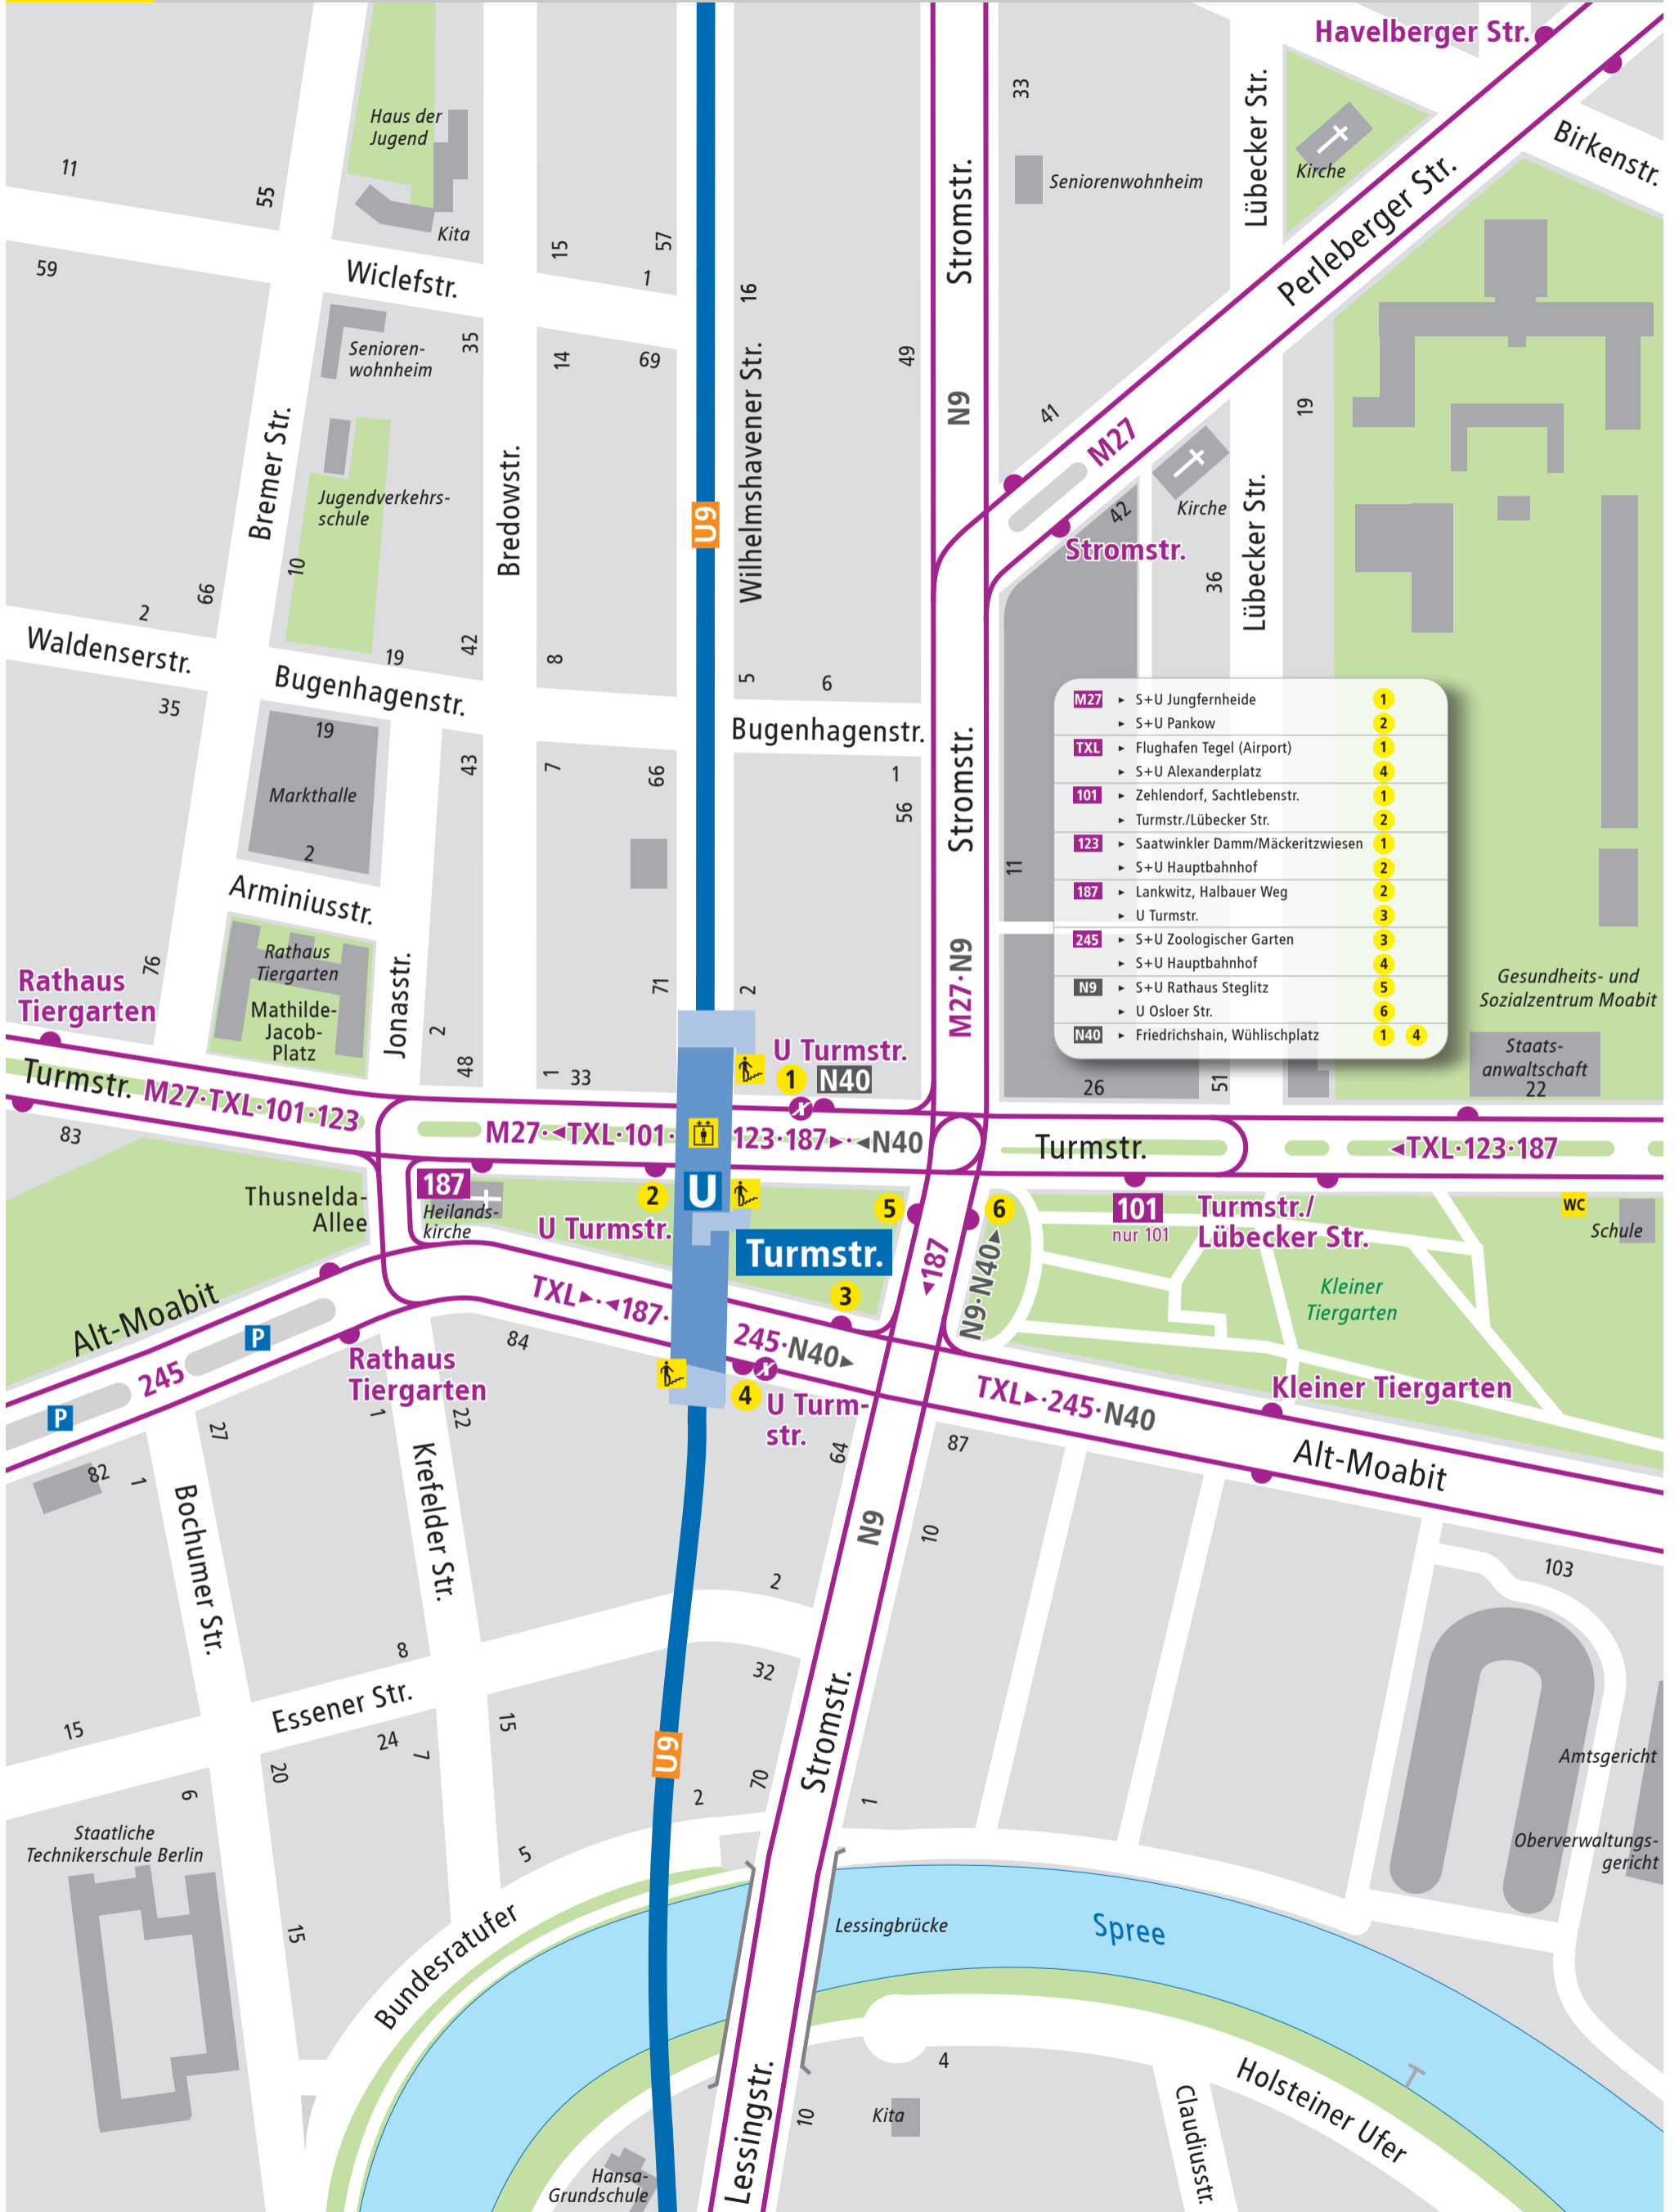 Havelberger Str.
33
Lübecker Str.
Haus der
Jugend
Birkenstr.
11
55
Stromstr.
Seniorenwohnheim
Kirche
Perleberger Str.
Kita
15
57
59
Wiclefstr.
1
16
35
Senioren-
wohnheim
14
69
Wilhelmshavener Str.
49
N9
41
19
M27
Bremer Str.
Bredowstr.
Jugendverkehrs-
schule
U9
Kirche
42
Stromstr.
Lübecker Str.
10
66
36
2
Waldenserstr.
19
42
8
5
6
Bugenhagenstr.
35
Bugenhagenstr.
19
43
7
66
1
56
Stromstr.
Markthalle
2
11
M27 ▸ S+U Jungfernheide 1
▸ S+U Pankow 2
TXL ▸ Flughafen Tegel (Airport) 1
▸ S+U Alexanderplatz 4
101 ▸ Zehlendorf, Sachtlebenstr. 1
▸ Turmstr./Lübecker Str. 2
123 ▸ Saatwinkler Damm/Mäckeritzwiesen 1
▸ S+U Hauptbahnhof 2
187 ▸ Lankwitz, Halbauer Weg 2
▸ U Turmstr. 3
245 ▸ S+U Zoologischer Garten 3
▸ S+U Hauptbahnhof 4
N9 ▸ S+U Rathaus Steglitz 5
▸ U Osloer Str. 6
N40 ▸ Friedrichshain, Wühlischplatz 1 4
Arminiusstr.
76
Rathaus
Tiergarten
Rathaus
Tiergarten
Mathilde-
Jacob-
Platz
Jonasstr.
2
71
2
M27·N9
Gesundheits- und
Sozialzentrum Moabit
48
1
33
U Turmstr.
1 N40
26
51
Staats-
anwaltschaft
22
Turmstr.
M27·TXL·101·123
83
M27·◂TXL·101·
123·187▸·◂N40
Turmstr.
◂TXL·123·187
Thusnelda-
Allee
187
Heilands-
kirche
2
U
U Turmstr.
5
6
101
nur 101
Turmstr./
Lübecker Str.
WC
Schule
Turmstr.
◂187
N9·N40▸
Kleiner
Tiergarten
Alt-Moabit
P
TXL▸·◂187·
3
245·N40▸
84
245
P
Rathaus
Tiergarten
4
U Turm-
str.
TXL▸·245·N40
Kleiner Tiergarten
Alt-Moabit
27
1
22
64
87
82
1
Bochumer Str.
Krefelder Str.
N9
10
103
2
8
32
Essener Str.
15
24
7
15
20
6
U9
2
70
Stromstr.
1
Amtsgericht
Staatliche
Technikerschule Berlin
5
Oberverwaltungs-
gericht
15
Bundesratufer
Lessingbrücke
Spree
4
Holsteiner Ufer
Kita
10
Claudiusstr.
Lessingstr.
Hansa-
Grundschule